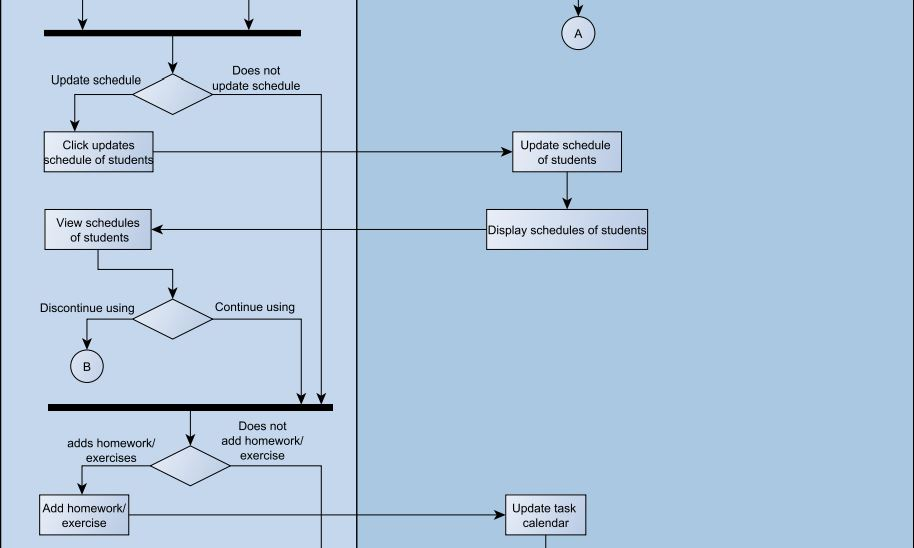 A
Update schedule
Does not
update schedule
Click updates
schedule of students
Update schedule
of students
View schedules
of students
Display schedules of students
Discontinue using
Continue using
B
Does not
add homework/
exercise
adds homework/
exercises
Add homework/
exercise
Update task
calendar